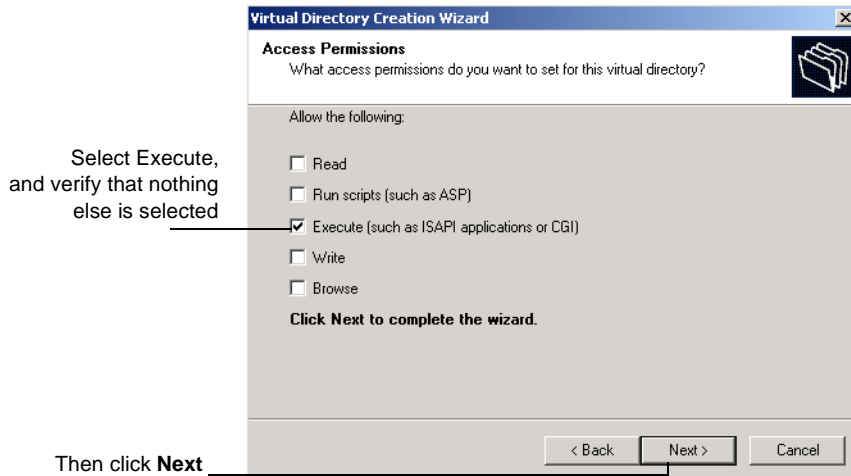 Virtual Directory Creation Wizard
Access Permissions
What access permissions do you want to set for this virtual directory?
Allow the following:
Select Execute,
and verify that nothing
else is selected
Read
Run scripts (such as ASP)
Execute (such as ISAPI applications or CGI)
Write
Browse
Click Next to complete the wizard.
< Back
Next >
Cancel
Then click Next